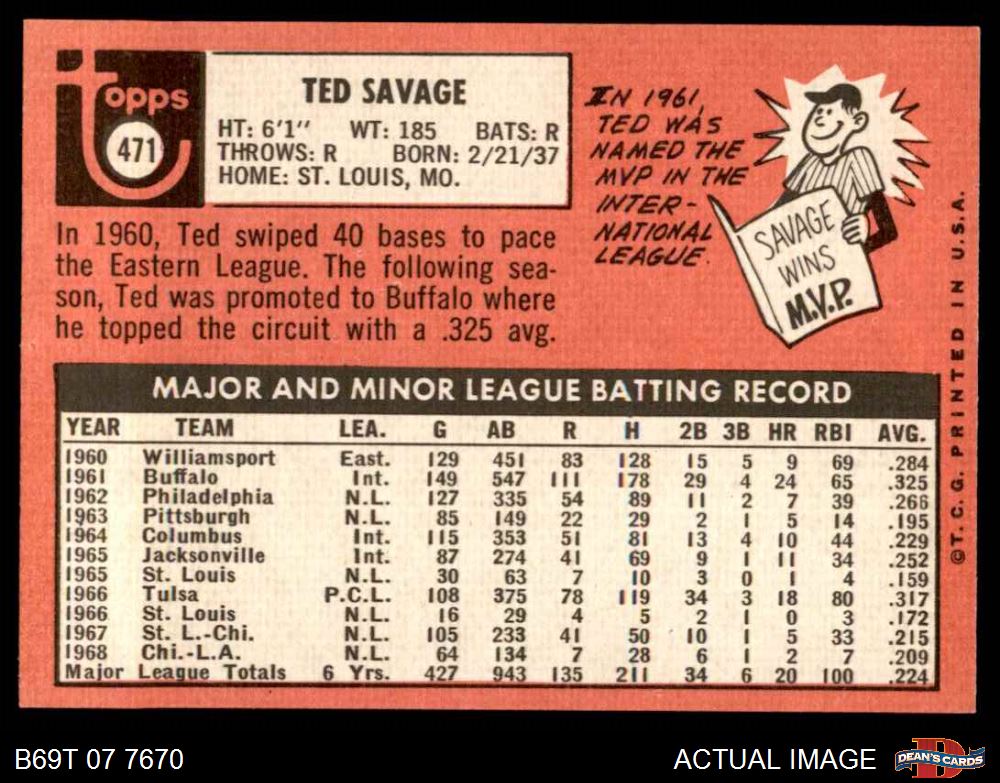 Topps
471
TED SAVAGE
HT: 6'1" WT: 185 BATS: R
THROWS: R BORN: 2/21/37
HOME: ST. LOUIS, MO.
In 1960, Ted swiped 40 bases to pace
the Eastern League. The following sea-
son, Ted was promoted to Buffalo where
he topped the circuit with a .325 avg.
IN 1961,
TED WAS
NAMED THE
MVP IN THE
INTER-
NATIONAL
LEAGUE.
SAVAGE
WINS
M.V.P.
MAJOR AND MINOR LEAGUE BATTING RECORD
YEAR TEAM LEA. G AB R H 2B 3B HR RBI AVG.
1960 Williamsport East. 129 451 83 128 15 5 9 69 .284
1961 Buffalo Int. 149 547 111 178 29 4 24 65 .325
1962 Philadelphia N.L. 127 335 54 89 11 2 7 39 .266
1963 Pittsburgh N.L. 85 149 22 29 2 1 5 14 .195
1964 Columbus Int. 115 353 51 81 13 4 10 44 .229
1965 Jacksonville Int. 87 274 41 69 9 1 11 34 .252
1965 St. Louis N.L. 30 63 7 10 3 0 1 4 .159
1966 Tulsa P.C.L. 108 375 78 119 34 3 18 80 .317
1966 St. Louis N.L. 16 29 4 5 2 1 0 3 .172
1967 St. L.-Chi. N.L. 105 233 41 50 10 1 5 33 .215
1968 Chi.-L.A. N.L. 64 134 7 28 6 1 2 7 .209
Major League Totals 6 Yrs. 427 943 135 211 34 6 20 100 .224
©T. C. G. PRINTED IN U.S.A.
B69T 07 7670
ACTUAL IMAGE
D
DEAN'S CARDS